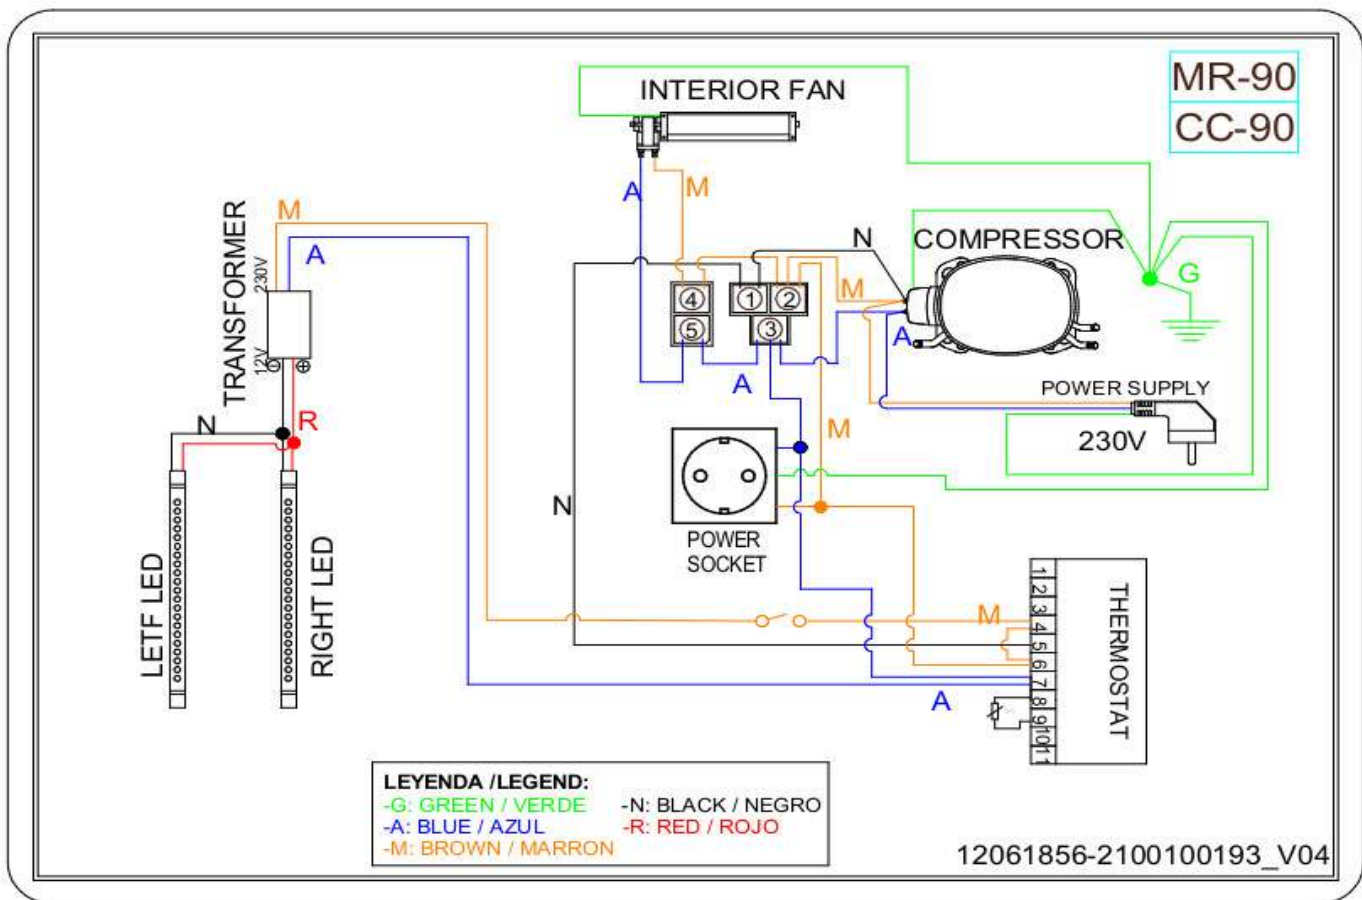 MR-90
CC-90
INTERIOR FAN
A
M
TRANSFORMER
230V
12V
M
A
N
COMPRESSOR
G
4
5
1
2
3
M
A
A
POWER SUPPLY
230V
N
R
M
N
POWER
SOCKET
LETF LED
RIGHT LED
M
A
1
2
3
4
5
6
7
8
9
10
11
THERMOSTAT
LEYENDA /LEGEND:
-G: GREEN / VERDE
-N: BLACK / NEGRO
-A: BLUE / AZUL
-R: RED / ROJO
-M: BROWN / MARRON
12061856-2100100193_V04